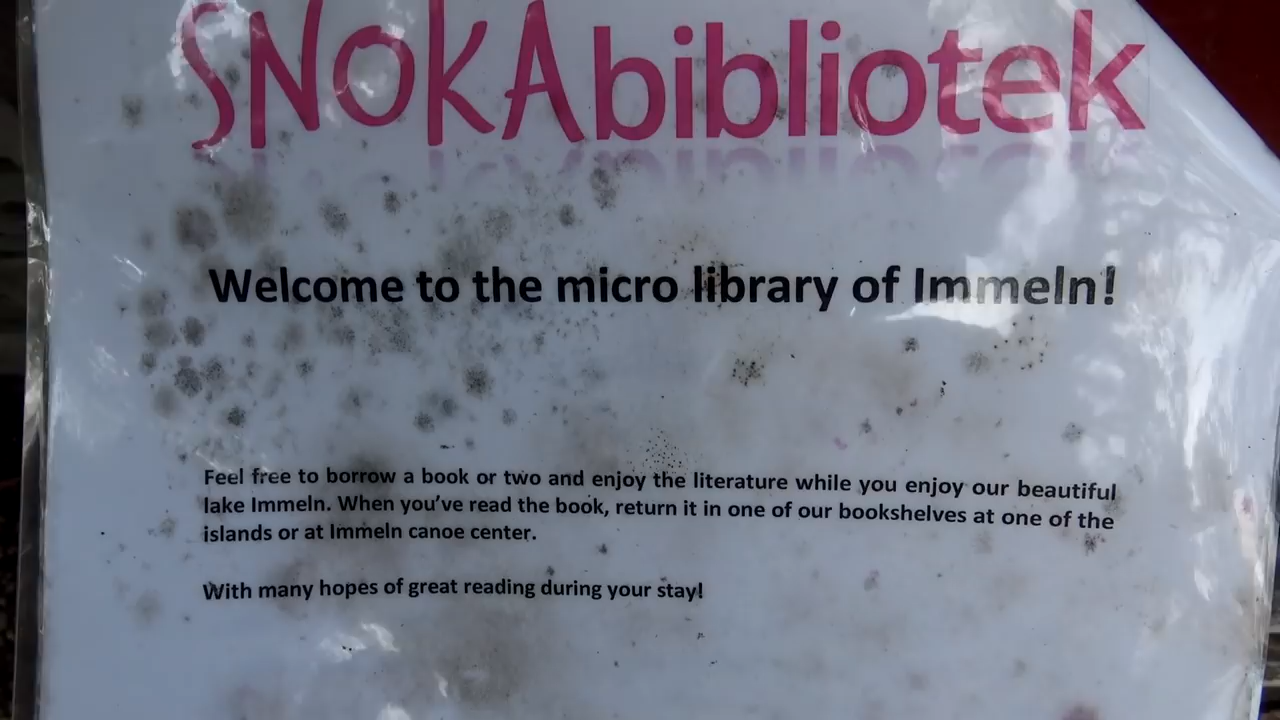 SNOKAbibliotek
Welcome to the micro library of Immeln!
Feel free to borrow a book or two and enjoy the literature while you enjoy our beautiful
lake Immeln. When you've read the book, return it in one of our bookshelves at one of the
islands or at Immeln canoe center.
With many hopes of great reading during your stay!